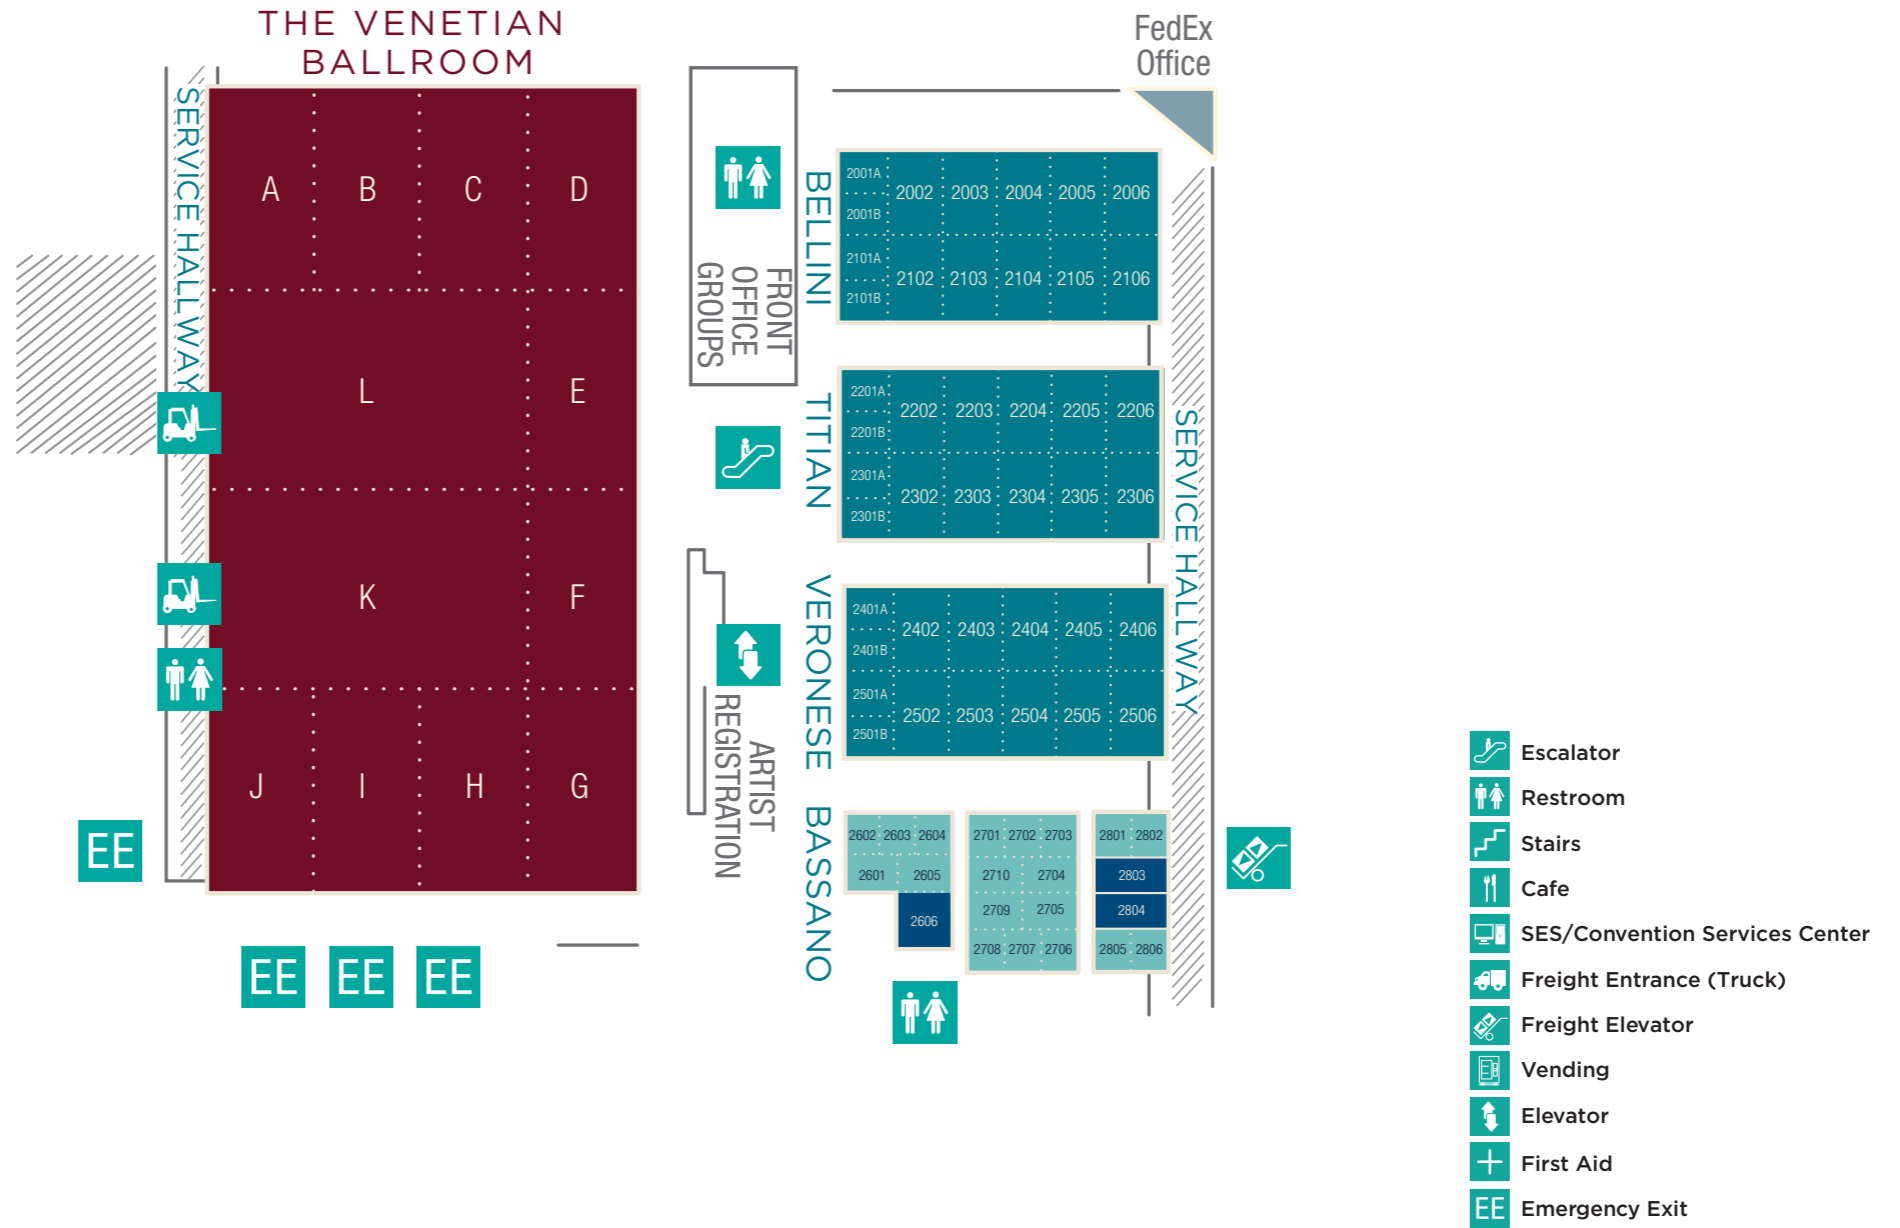 THE VENETIAN
BALLROOM
SERVICE HALLWAY
A
B
C
D
L
E
K
F
J
I
H
G
EE
EE
EE
EE
FRONT
OFFICE
GROUPS
ARTIST
REGISTRATION
FedEx
Office
BELLINI
2001A
2002
2003
2004
2005
2006
2001B
2101A
2102
2103
2104
2105
2106
2101B
TITIAN
2201A
2202
2203
2204
2205
2206
2201B
2301A
2302
2303
2304
2305
2306
2301B
VERONESE
2401A
2402
2403
2404
2405
2406
2401B
2501A
2502
2503
2504
2505
2506
2501B
SERVICE HALLWAY
BASSANO
2602
2603
2604
2601
2605
2606
2701
2702
2703
2710
2704
2709
2705
2708
2707
2706
2801
2802
2803
2804
2805
2806
Escalator
Restroom
Stairs
Cafe
SES/Convention Services Center
Freight Entrance (Truck)
Freight Elevator
Vending
Elevator
First Aid
EE Emergency Exit